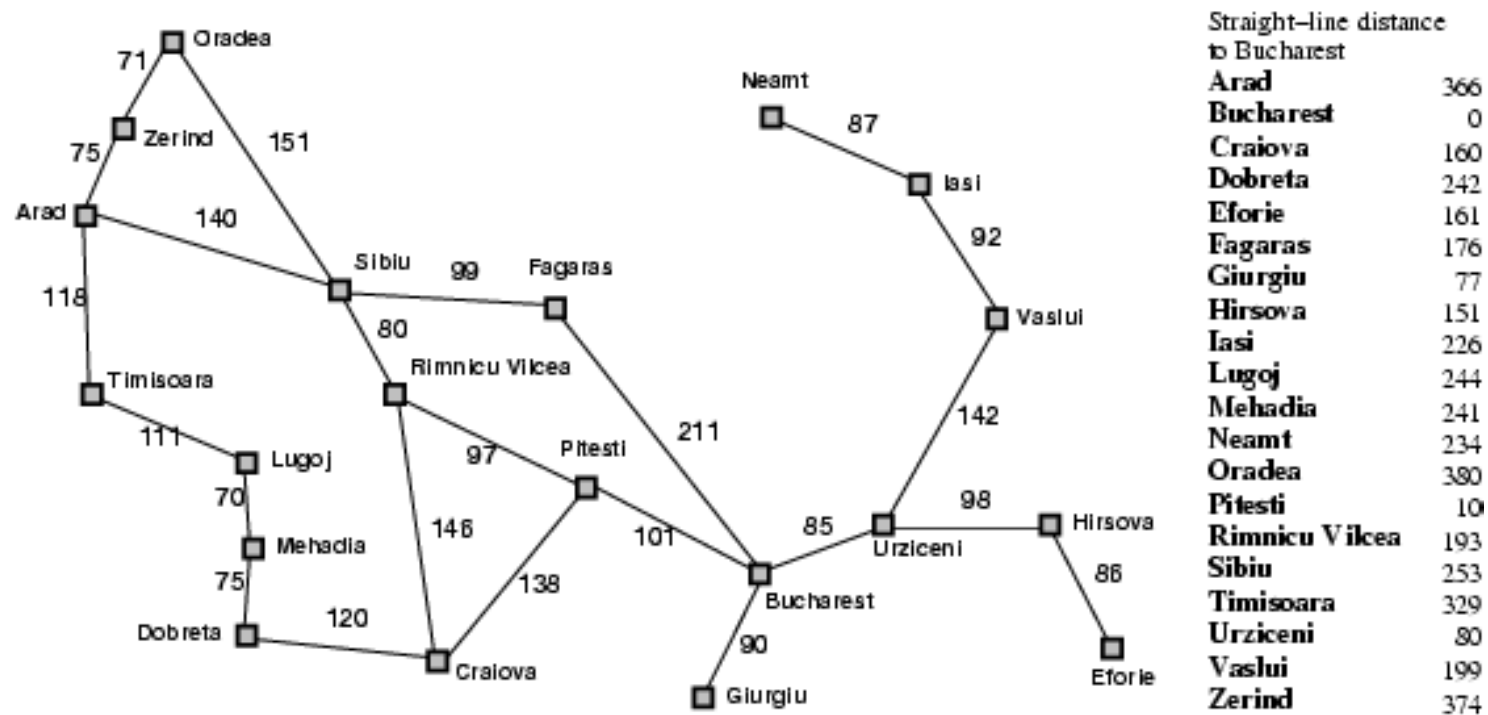 Oradea
71
Neamt
87
Zerind
151
75
Iasi
Arad
140
92
Sibiu
99
Fagaras
118
80
Vaslui
Rimnicu Vilcea
Timisoara
142
111
211
Pitesti
Lugoj
97
70
98
146
101
85
Hirsova
Mehadia
Urziceni
75
138
86
Bucharest
120
Dobreta
90
Craiova
Eforie
Giurgiu
Straight–line distance
to Bucharest
Arad 366
Bucharest 0
Craiova 160
Dobreta 242
Eforie 161
Fagaras 176
Giurgiu 77
Hirsova 151
Iasi 226
Lugoj 244
Mehadia 241
Neamt 234
Oradea 380
Pitesti 10
Rimnicu Vilcea 193
Sibiu 253
Timisoara 329
Urziceni 80
Vaslui 199
Zerind 374